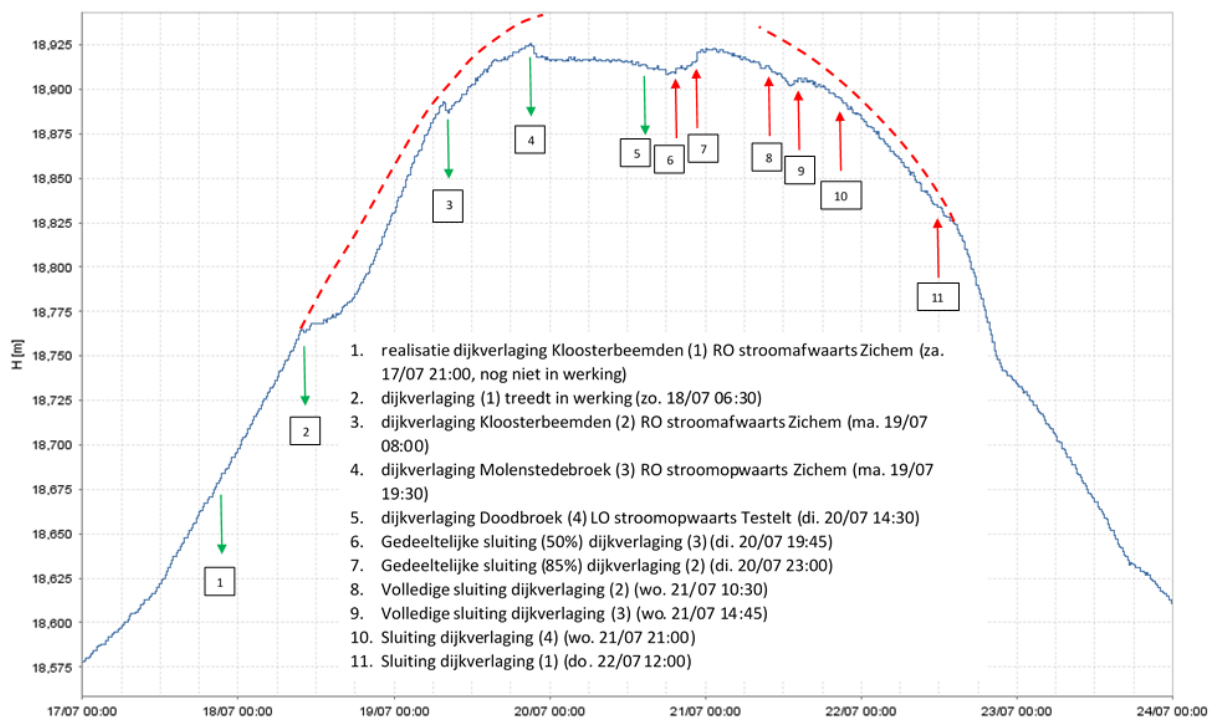 18,925
18,900
18,875
18,850
18,825
18,800
18,775
18,750
18,725
18,700
18,675
18,650
18,625
18,600
18,575
H [m]
1
2
3
4
5
6
7
8
9
10
11
1. realisatie dijkverlaging Kloosterbeemden (1) RO stroomafwaarts Zichem (za.
17/07 21:00, nog niet in werking)
2. dijkverlaging (1) treedt in werking (zo. 18/07 06:30)
3. dijkverlaging Kloosterbeemden (2) RO stroomafwaarts Zichem (ma. 19/07
08:00)
4. dijkverlaging Molenstedebroek (3) RO stroomopwaarts Zichem (ma. 19/07
19:30)
5. dijkverlaging Doodbroek (4) LO stroomopwaarts Testelt (di. 20/07 14:30)
6. Gedeeltelijke sluiting (50%) dijkverlaging (3) (di. 20/07 19:45)
7. Gedeeltelijke sluiting (85%) dijkverlaging (2) (di. 20/07 23:00)
8. Volledige sluiting dijkverlaging (2) (wo. 21/07 10:30)
9. Volledige sluiting dijkverlaging (3) (wo. 21/07 14:45)
10. Sluiting dijkverlaging (4) (wo. 21/07 21:00)
11. Sluiting dijkverlaging (1) (do. 22/07 12:00)
17/07 00:00 18/07 00:00 19/07 00:00 20/07 00:00 21/07 00:00 22/07 00:00 23/07 00:00 24/07 00:00